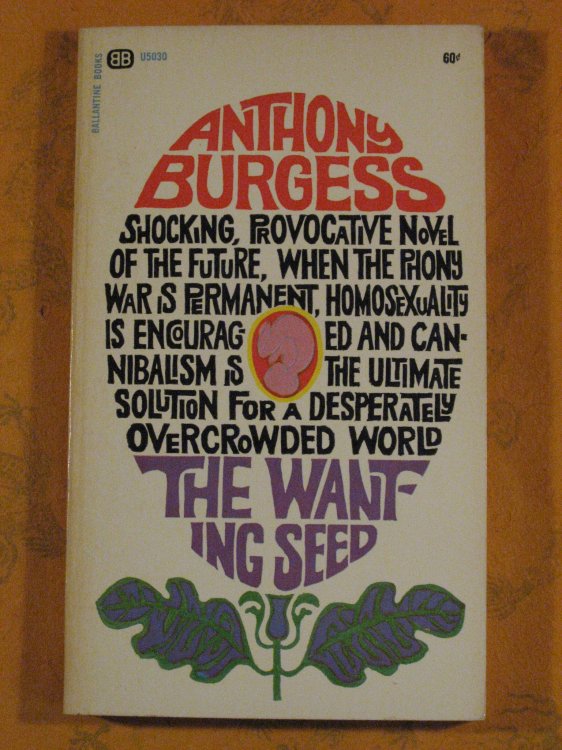 BALLANTINE BOOKS
BB U5030
60¢
ANTHONY
BURGESS
SHOCKING, PROVOCATIVE NOVEL
OF THE FUTURE, WHEN THE PHONY
WAR IS PERMANENT, HOMOSEXUALITY
IS ENCOURAG-ED AND CAN-
NIBALISM IS THE ULTIMATE
SOLUTION FOR A DESPERATELY
OVERCROWDED WORLD
THE WANT-
ING SEED